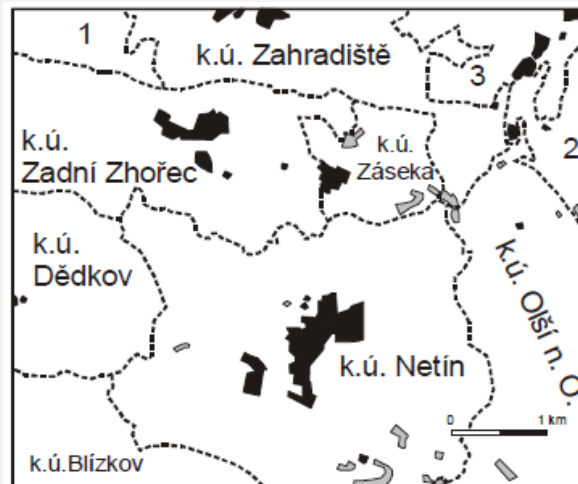 1
k.ú. Zahradiště
3
k.ú.
Zadní Zhořec
k.ú.
Záseka
2
k.ú.
Dědkov
k.ú. Olší n. O.
k.ú. Netín
0 1 km
k.ú.Blízkov